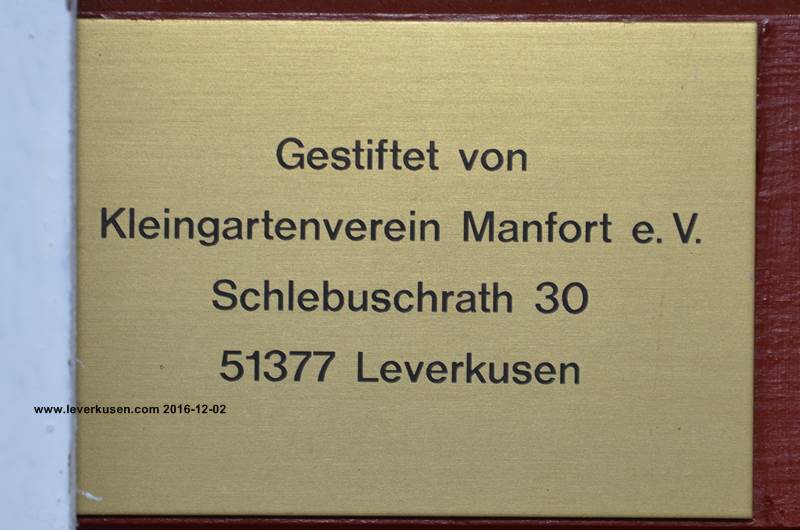 Gestiftet von
Kleingartenverein Manfort e. V.
Schlebuschrath 30
51377 Leverkusen
www.leverkusen.com 2016-12-02